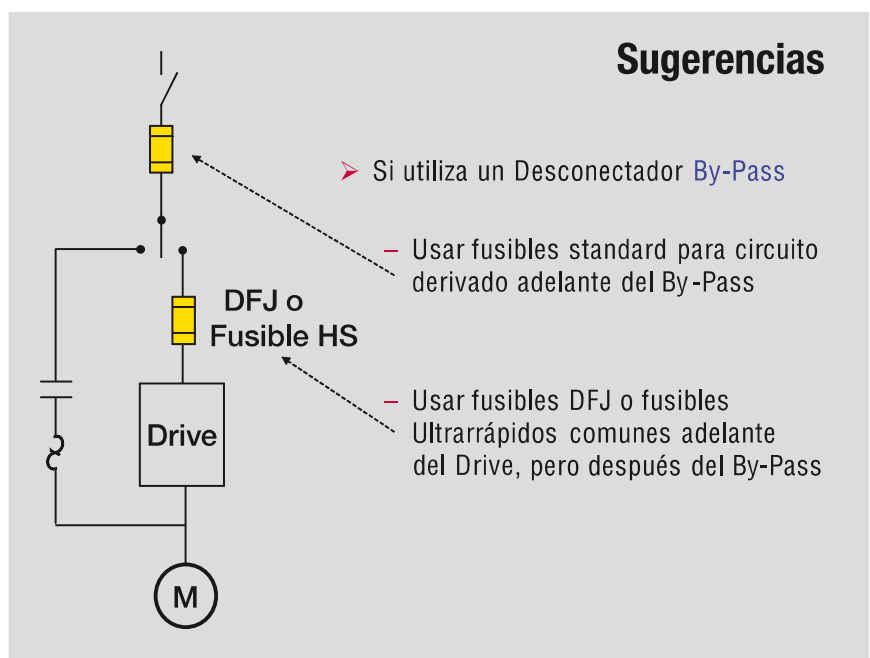 Sugerencias
➢ Si utiliza un Desconectador By-Pass
– Usar fusibles standard para circuito
derivado adelante del By-Pass
DFJ o
Fusible HS
– Usar fusibles DFJ o fusibles
Ultrarrápidos comunes adelante
del Drive, pero después del By-Pass
Drive
M